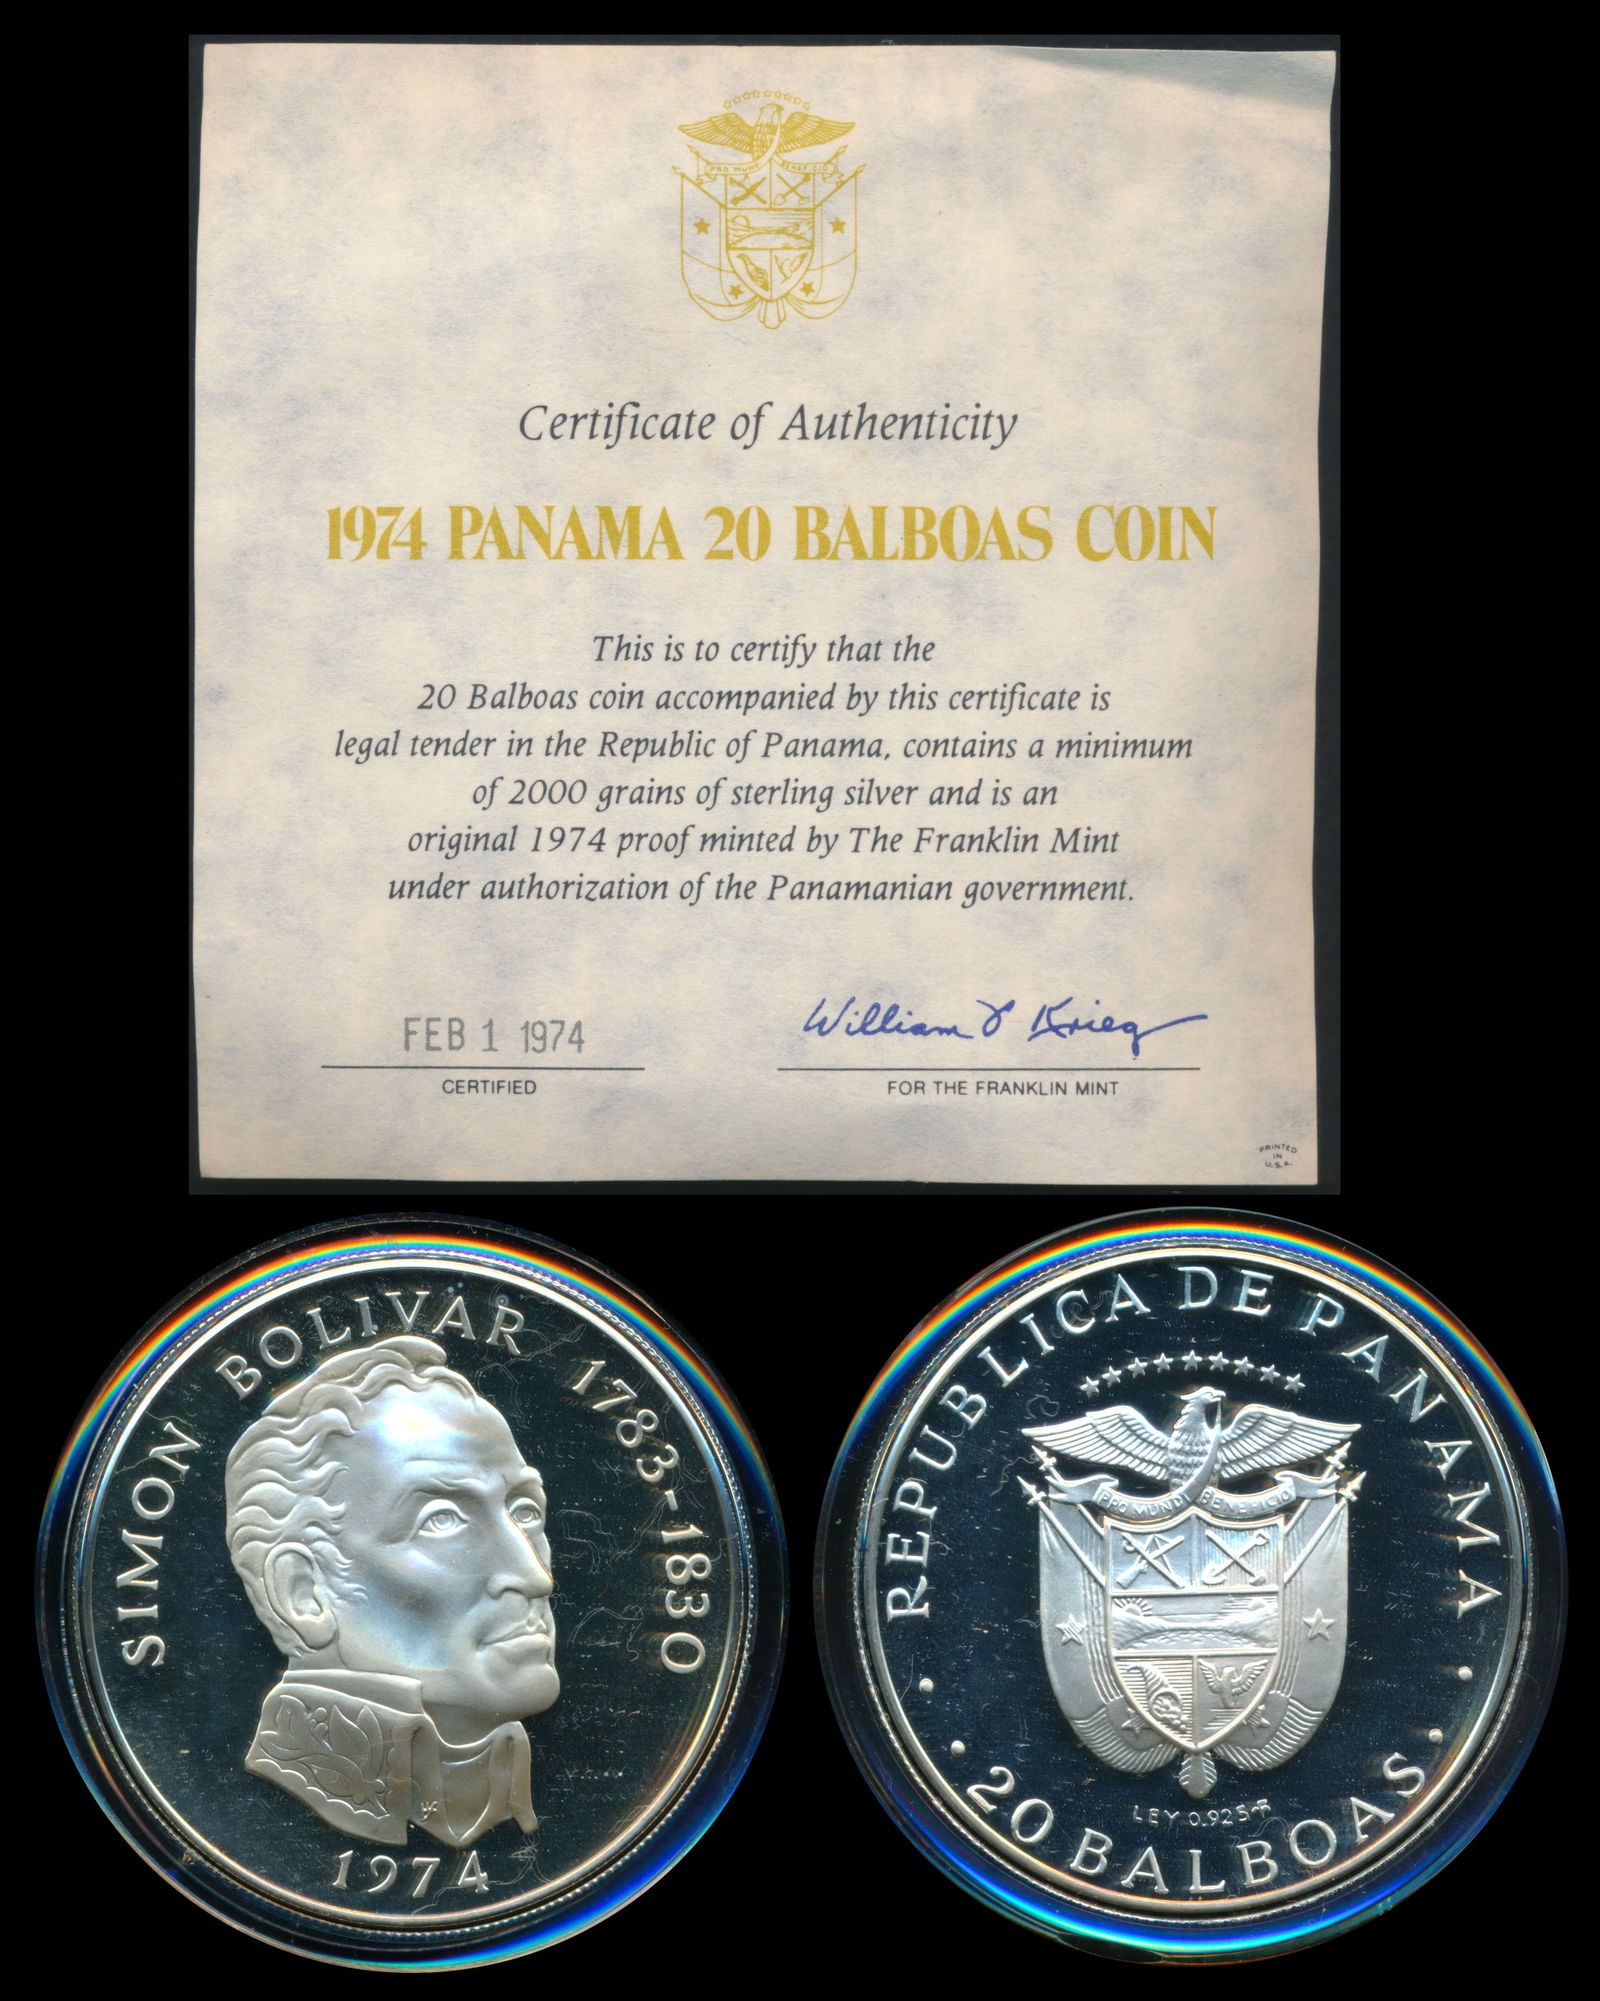 PRO MUNDI BENEFICIO
Certificate of Authenticity
1974 PANAMA 20 BALBOAS COIN
This is to certify that the
20 Balboas coin accompanied by this certificate is
legal tender in the Republic of Panama, contains a minimum
of 2000 grains of sterling silver and is an
original 1974 proof minted by The Franklin Mint
under authorization of the Panamanian government.
FEB 1 1974
William T Krieg
CERTIFIED
FOR THE FRANKLIN MINT
PRINTED
IN
U.S.A.
SIMON BOLIVAR 1783-1830
1974
REPUBLICA DE PANAMA
PRO MUNDI BENEFICIO
LEY 0.925
· 20 BALBOAS ·